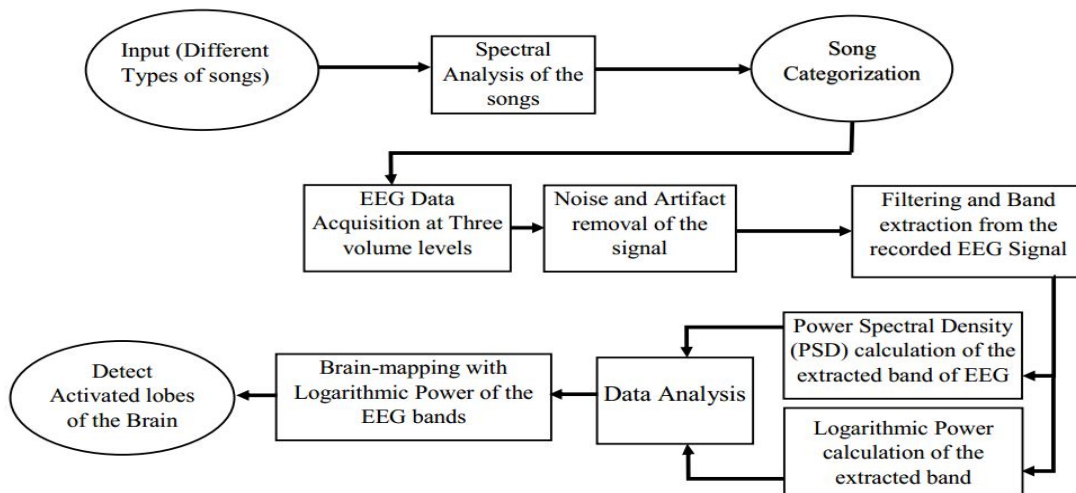 Input (Different
Types of songs)
Spectral
Analysis of the
songs
Song
Categorization
EEG Data
Acquisition at Three
volume levels
Noise and Artifact
removal of the
signal
Filtering and Band
extraction from the
recorded EEG Signal
Power Spectral Density
(PSD) calculation of the
extracted band of EEG
Logarithmic Power
calculation of the
extracted band
Data Analysis
Brain-mapping with
Logarithmic Power of the
EEG bands
Detect
Activated lobes
of the Brain